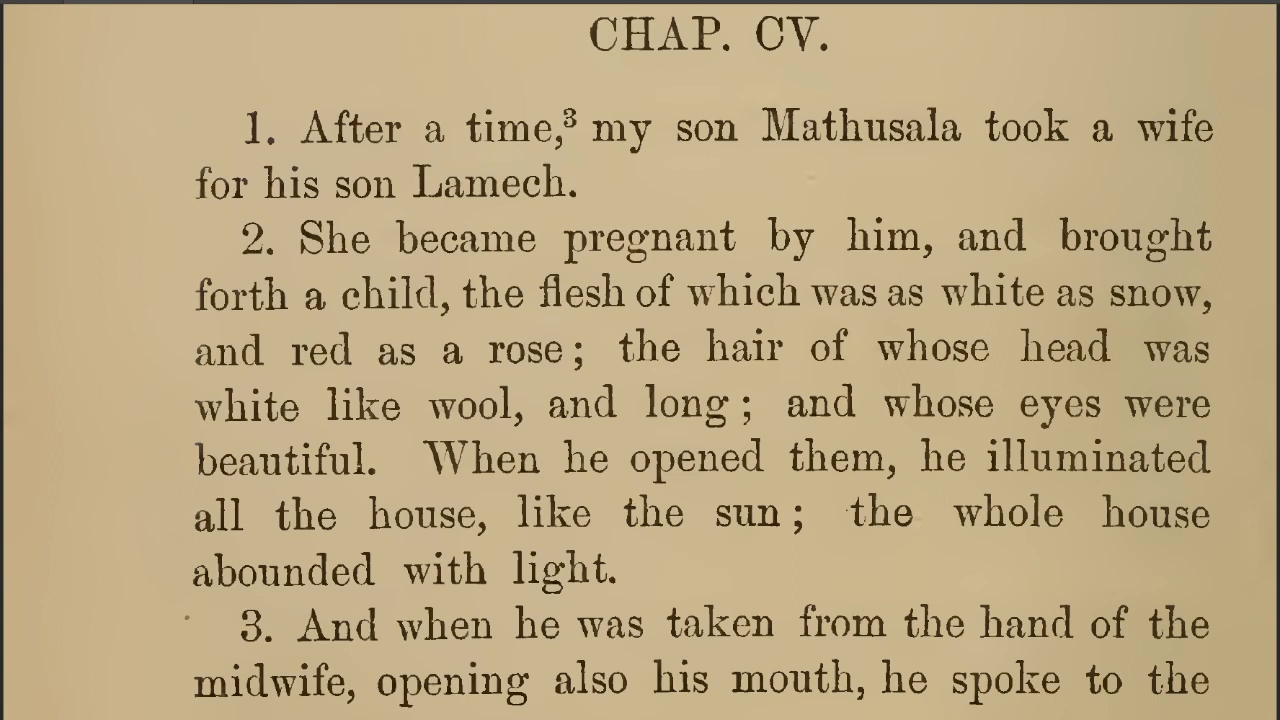 CHAP. CV.
1. After a time,³ my son Mathusala took a wife
for his son Lamech.
2. She became pregnant by him, and brought
forth a child, the flesh of which was as white as snow,
and red as a rose; the hair of whose head was
white like wool, and long; and whose eyes were
beautiful. When he opened them, he illuminated
all the house, like the sun; the whole house
abounded with light.
3. And when he was taken from the hand of the
midwife, opening also his mouth, he spoke to the